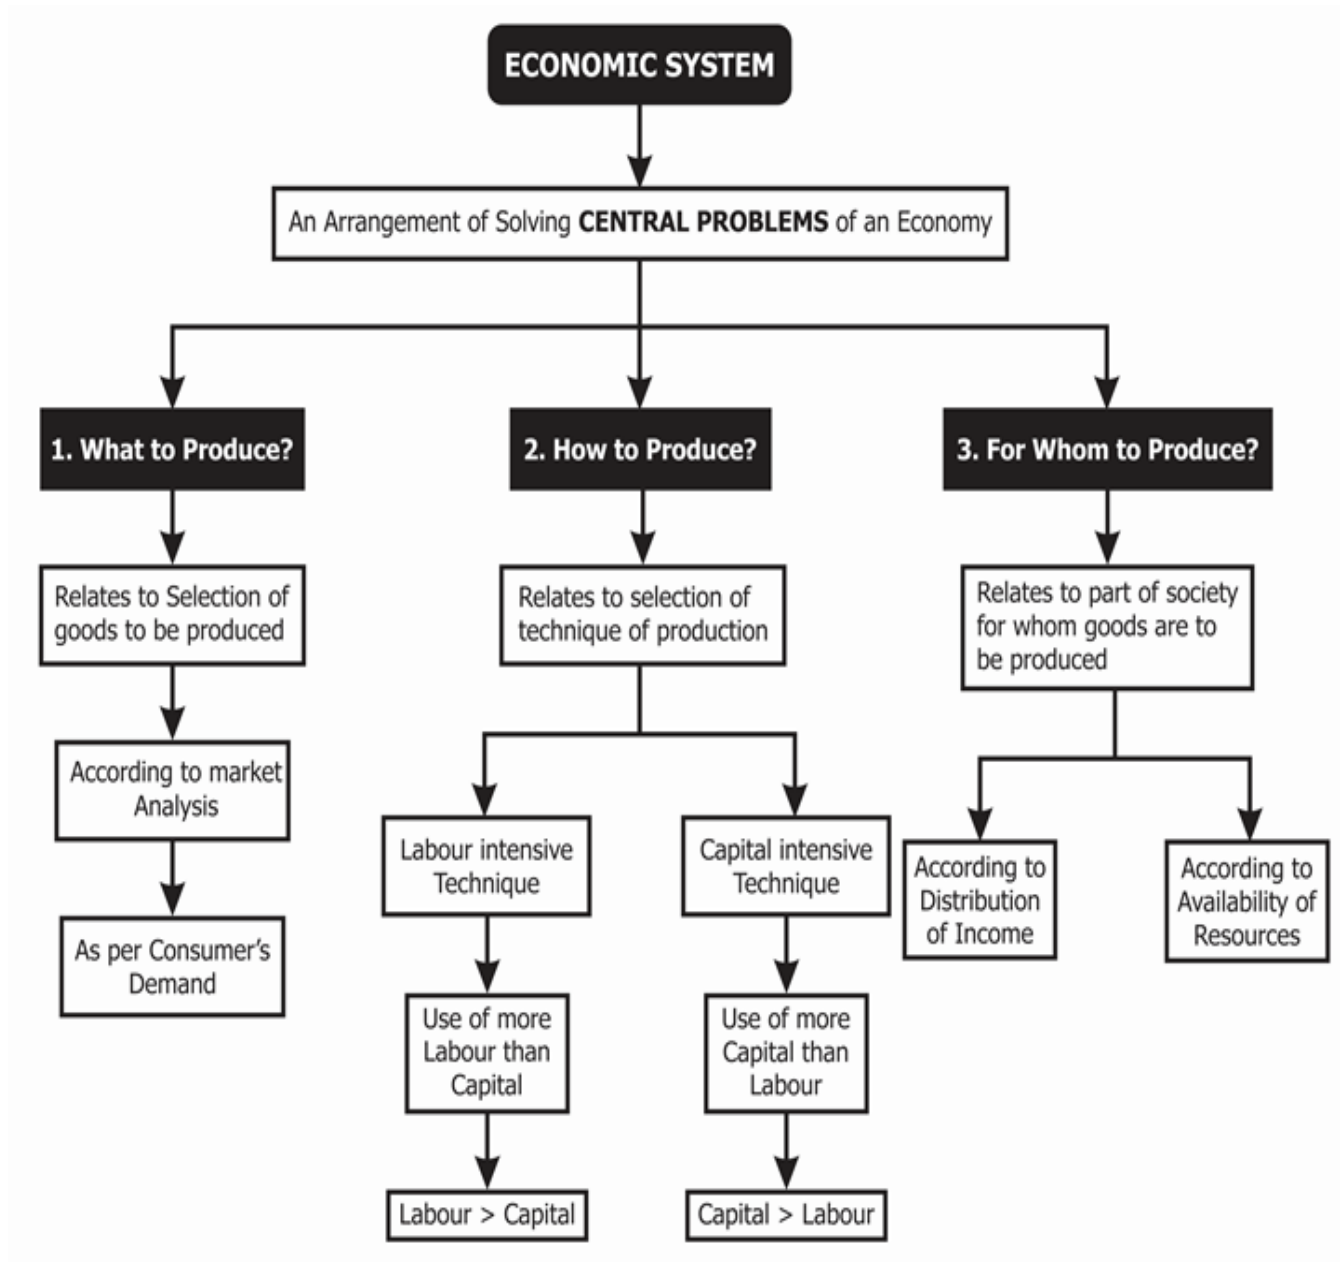 ECONOMIC SYSTEM
An Arrangement of Solving CENTRAL PROBLEMS of an Economy
1. What to Produce?
2. How to Produce?
3. For Whom to Produce?
Relates to Selection of
goods to be produced
Relates to selection of
technique of production
Relates to part of society
for whom goods are to
be produced
According to market
Analysis
As per Consumer's
Demand
Labour intensive
Technique
Capital intensive
Technique
According to
Distribution
of Income
According to
Availability of
Resources
Use of more
Labour than
Capital
Use of more
Capital than
Labour
Labour > Capital
Capital > Labour